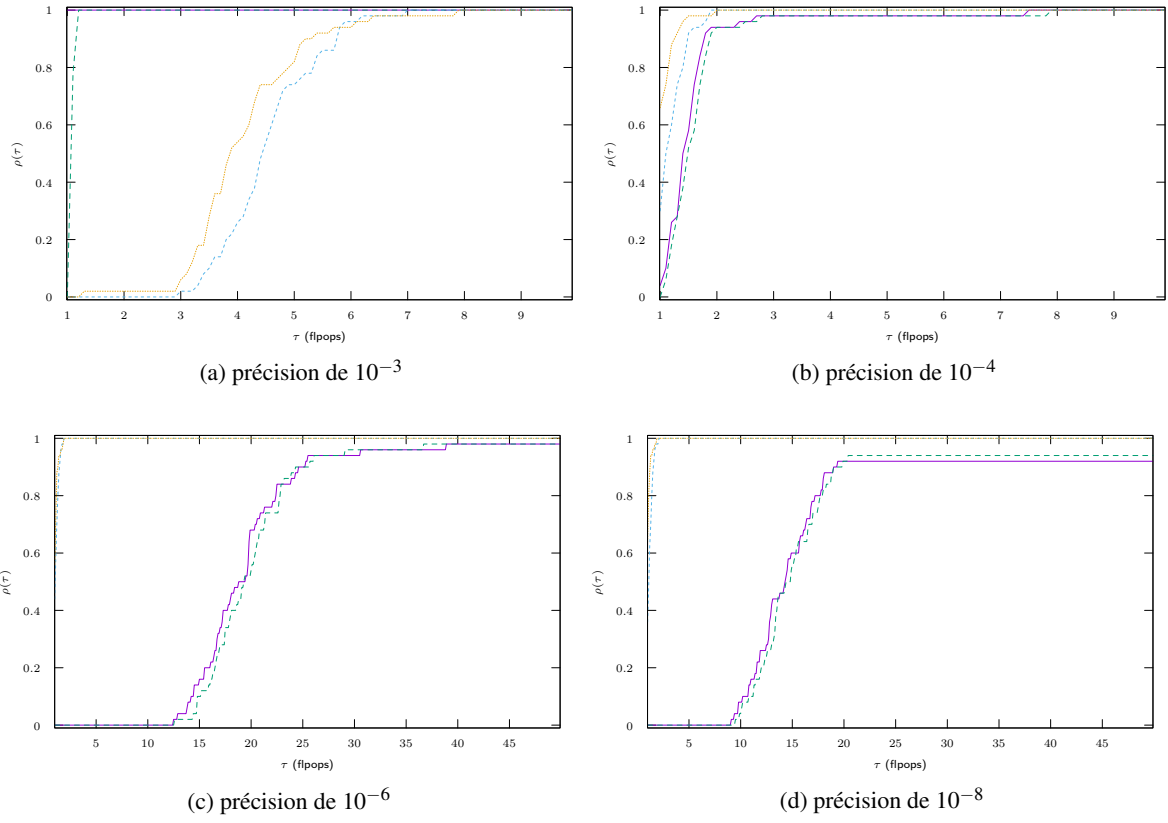 1
0.8
0.6
0.4
0.2
0
ρ(τ)
1 2 3 4 5 6 7 8 9
τ (flpops)
(a) précision de 10⁻³
1
0.8
0.6
0.4
0.2
0
ρ(τ)
1 2 3 4 5 6 7 8 9
τ (flpops)
(b) précision de 10⁻⁴
1
0.8
0.6
0.4
0.2
0
ρ(τ)
5 10 15 20 25 30 35 40 45
τ (flpops)
(c) précision de 10⁻⁶
1
0.8
0.6
0.4
0.2
0
ρ(τ)
5 10 15 20 25 30 35 40 45
τ (flpops)
(d) précision de 10⁻⁸